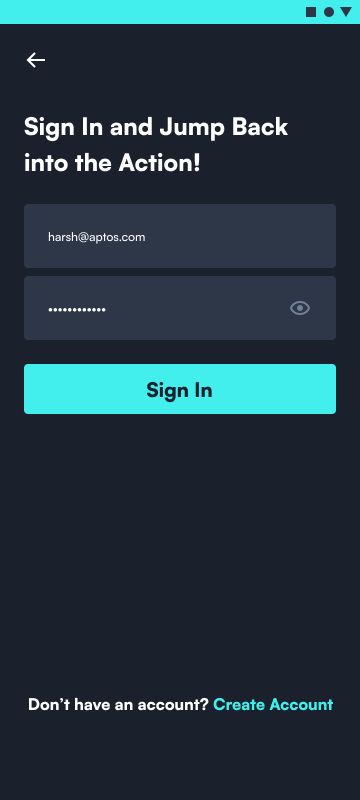 Sign In and Jump Back
into the Action!
harsh@aptos.com
••••••••••••
Sign In
Don’t have an account? Create Account